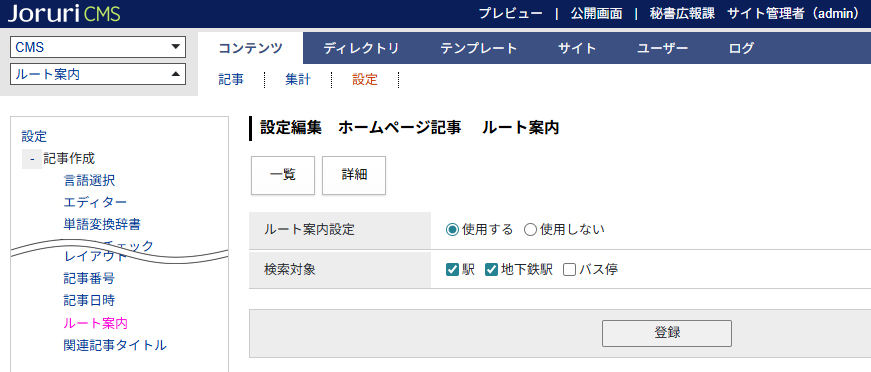 Joruri CMS
プレビュー | 公開画面 | 秘書広報課 サイト管理者（admin）
CMS
ルート案内
コンテンツ ディレクトリ テンプレート サイト ユーザー ログ
記事 集計 設定
設定
- 記事作成
言語選択
エディター
単語変換辞書
チェック
レイアウト
記事番号
記事日時
ルート案内
関連記事タイトル
設定編集 ホームページ記事 ルート案内
一覧 詳細
ルート案内設定 使用する 使用しない
検索対象 駅 地下鉄駅 バス停
登録